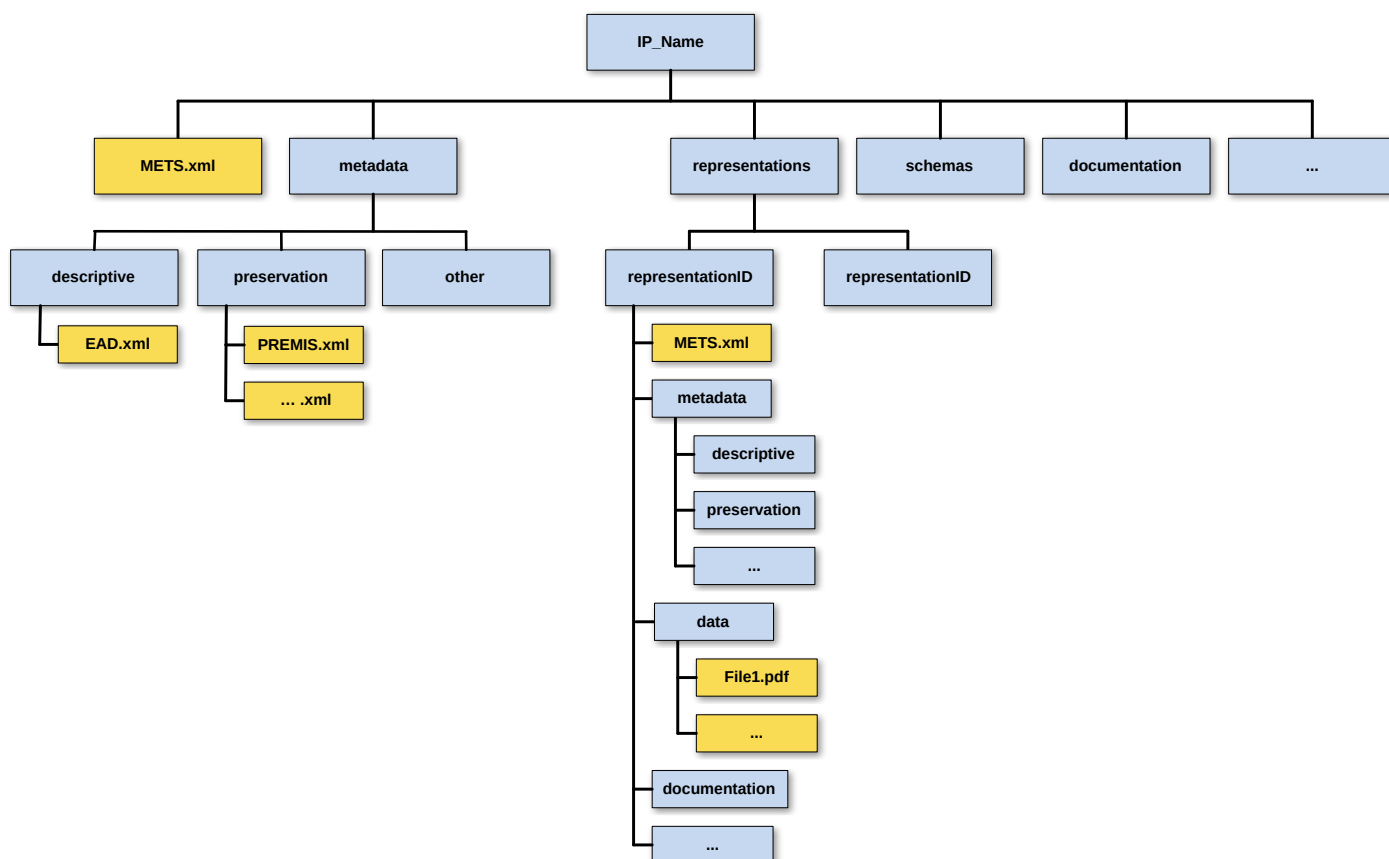 IP_Name
METS.xml
metadata
representations
schemas
documentation
...
descriptive
preservation
other
representationID
representationID
EAD.xml
PREMIS.xml
... .xml
METS.xml
metadata
descriptive
preservation
...
data
File1.pdf
...
documentation
...